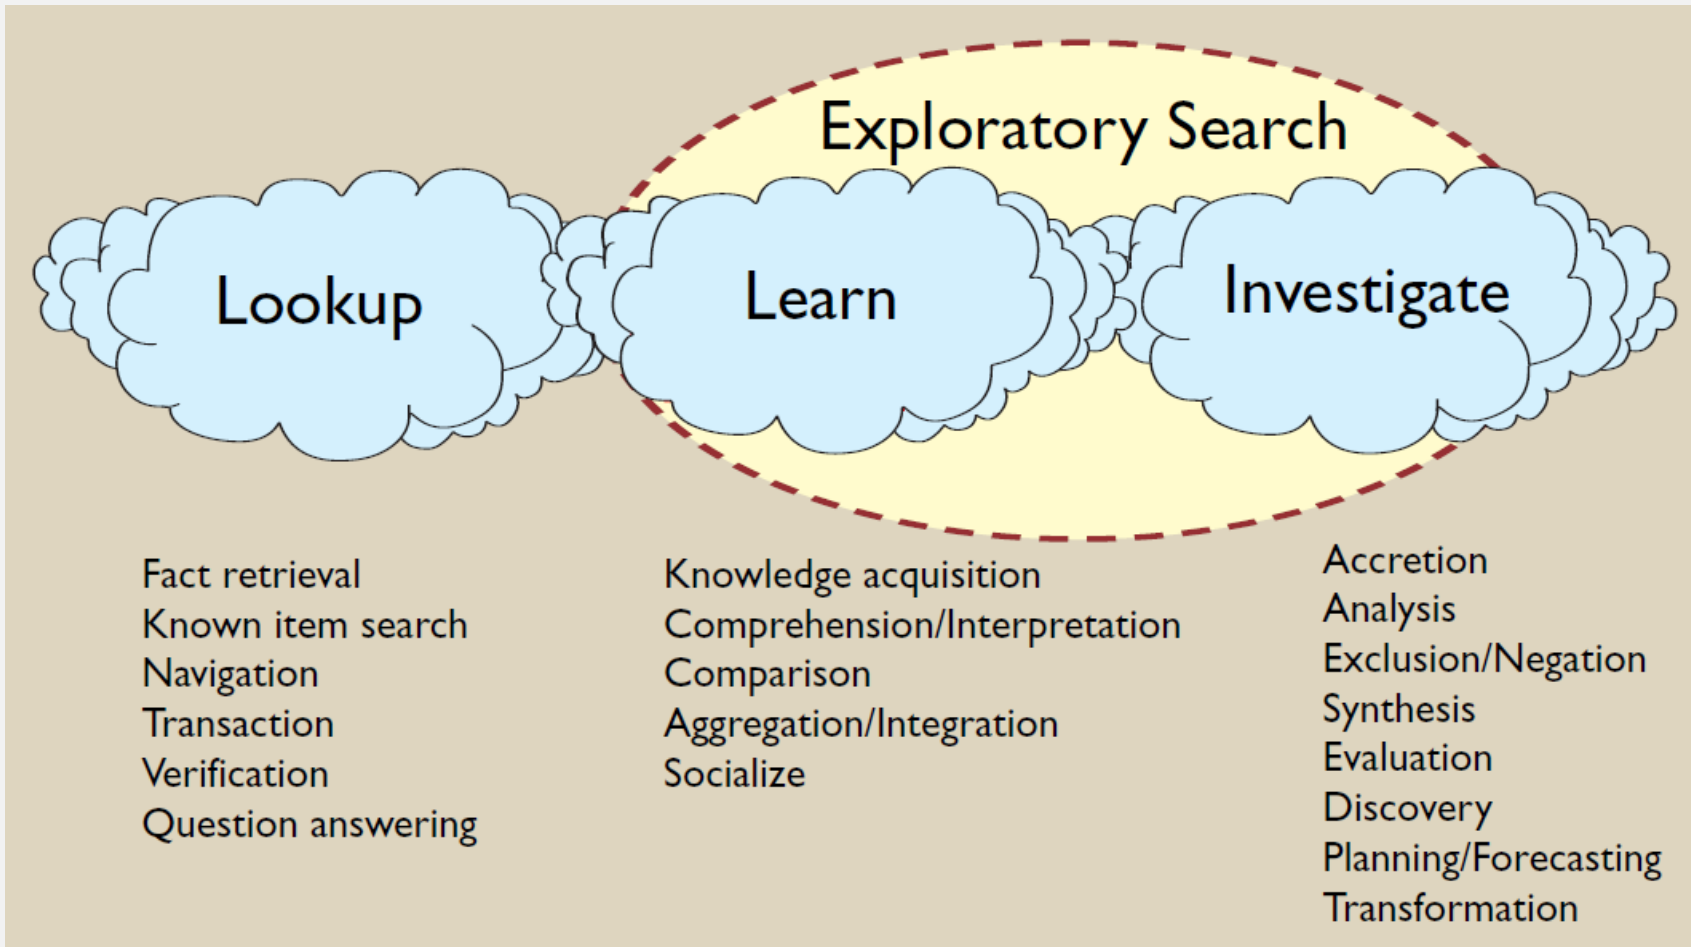 Exploratory Search
Lookup
Learn
Investigate
Fact retrieval
Known item search
Navigation
Transaction
Verification
Question answering
Knowledge acquisition
Comprehension/Interpretation
Comparison
Aggregation/Integration
Socialize
Accretion
Analysis
Exclusion/Negation
Synthesis
Evaluation
Discovery
Planning/Forecasting
Transformation